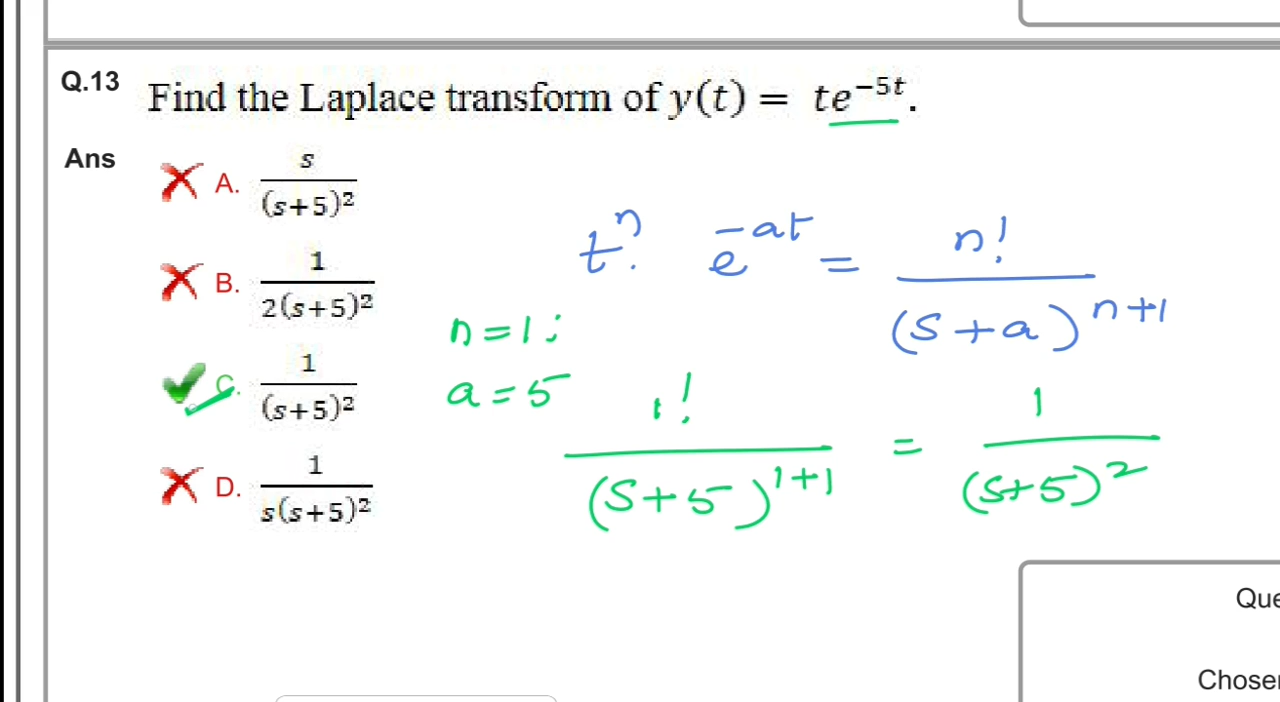 Q.13 Find the Laplace transform of y(t) = te⁻⁵ᵗ.
Ans
A. s/(s+5)²
B. 1/2(s+5)²
C. 1/(s+5)²
D. 1/s(s+5)²
tⁿ. e^-at = n!/(s+a)^n+1
n=1;
a=5
1!/(s+5)^1+1 = 1/(s+5)²
Que
Chosen